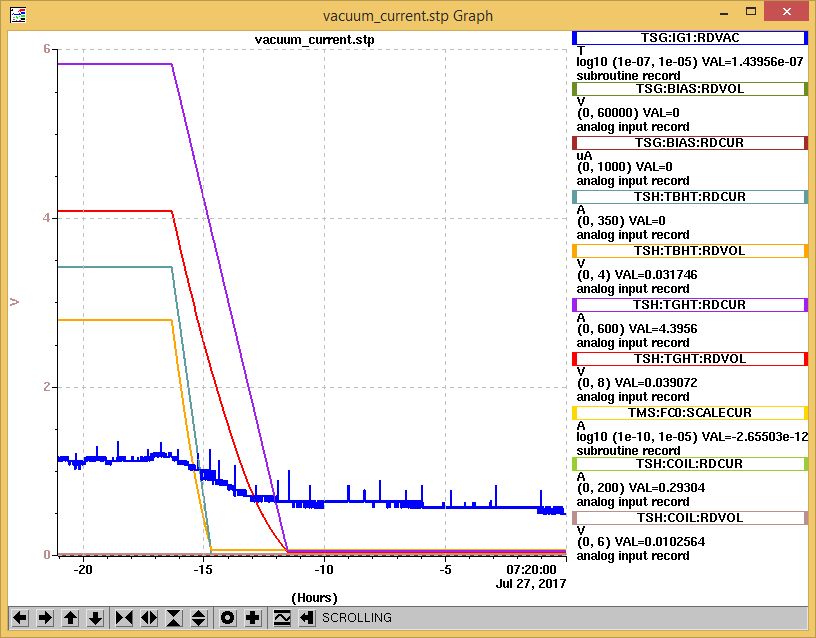 vacuum_current.stp Graph
vacuum_current.stp
6
4
2
0
V
-20
-15
-10
-5
07:20:00
Jul 27, 2017
(Hours)
TSG:IG1:RDVAC
T
log10 (1e-07, 1e-05) VAL=1.43956e-07
subroutine record
TSG:BIAS:RDVOL
V
(0, 60000) VAL=0
analog input record
TSG:BIAS:RDCUR
uA
(0, 1000) VAL=0
analog input record
TSH:TBHT:RDCUR
A
(0, 350) VAL=0
analog input record
TSH:TBHT:RDVOL
V
(0, 4) VAL=0.031746
analog input record
TSH:TGHT:RDCUR
A
(0, 600) VAL=4.3956
analog input record
TSH:TGHT:RDVOL
V
(0, 8) VAL=0.039072
analog input record
TMS:FC0:SCALECUR
A
log10 (1e-10, 1e-05) VAL=-2.65503e-12
subroutine record
TSH:COIL:RDCUR
A
(0, 200) VAL=0.29304
analog input record
TSH:COIL:RDVOL
V
(0, 6) VAL=0.0102564
analog input record
SCROLLING